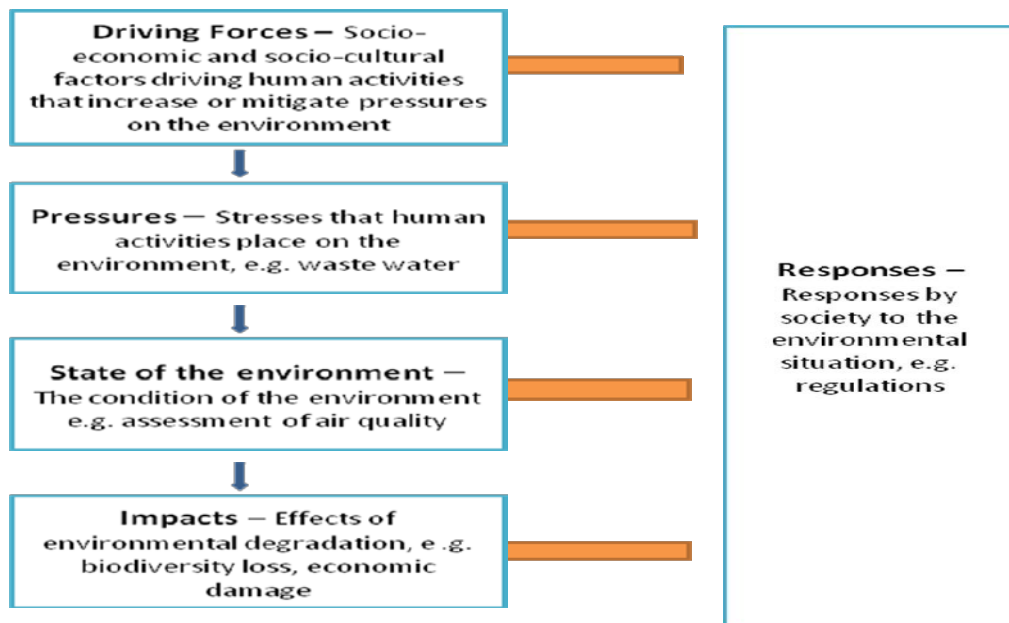 Driving Forces – Socio-
economic and socio-cultural
factors driving human activities
that increase or mitigate pressures
on the environment
Pressures – Stresses that human
activities place on the
environment, e.g. waste water
State of the environment –
The condition of the environment
e.g. assessment of air quality
Impacts – Effects of
environmental degradation, e .g.
biodiversity loss, economic
damage
Responses –
Responses by
society to the
environmental
situation, e.g.
regulations